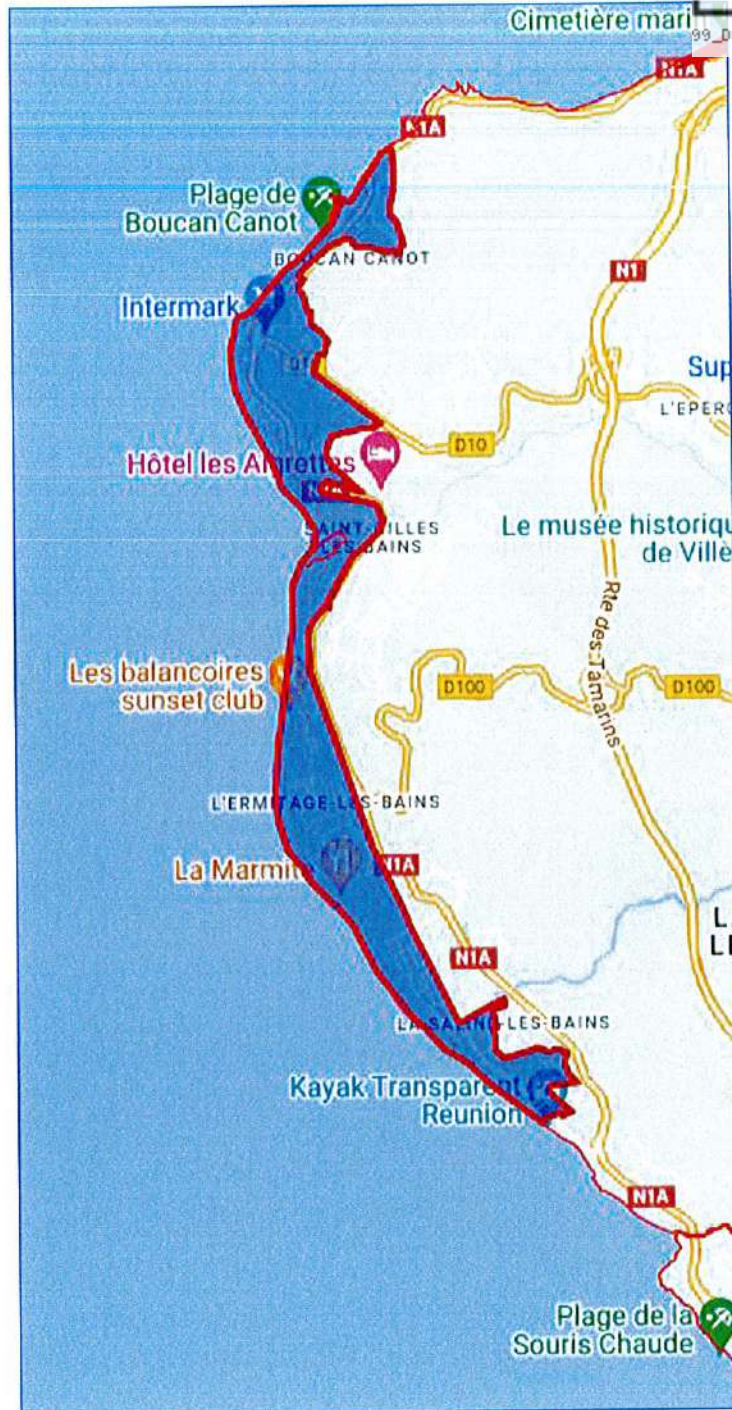 Cimetière mari
99_D
N1A
N1A
Plage de
Boucan Canot
BOUCAN CANOT
N1
Intermark
Sup
L'EPERO
D10
Hôtel les Aigrettes
SAINT-GILLES
LES-BAINS
Le musée historiqu
de Villè
Rte des Tamarins
Les balancoires
sunset club
D100
D100
L'ERMITAGE-LES-BAINS
La Marmite
N1A
L
LE
N1A
LA SALINE-LES-BAINS
Kayak Transparent
Reunion
N1A
Plage de la
Souris Chaude